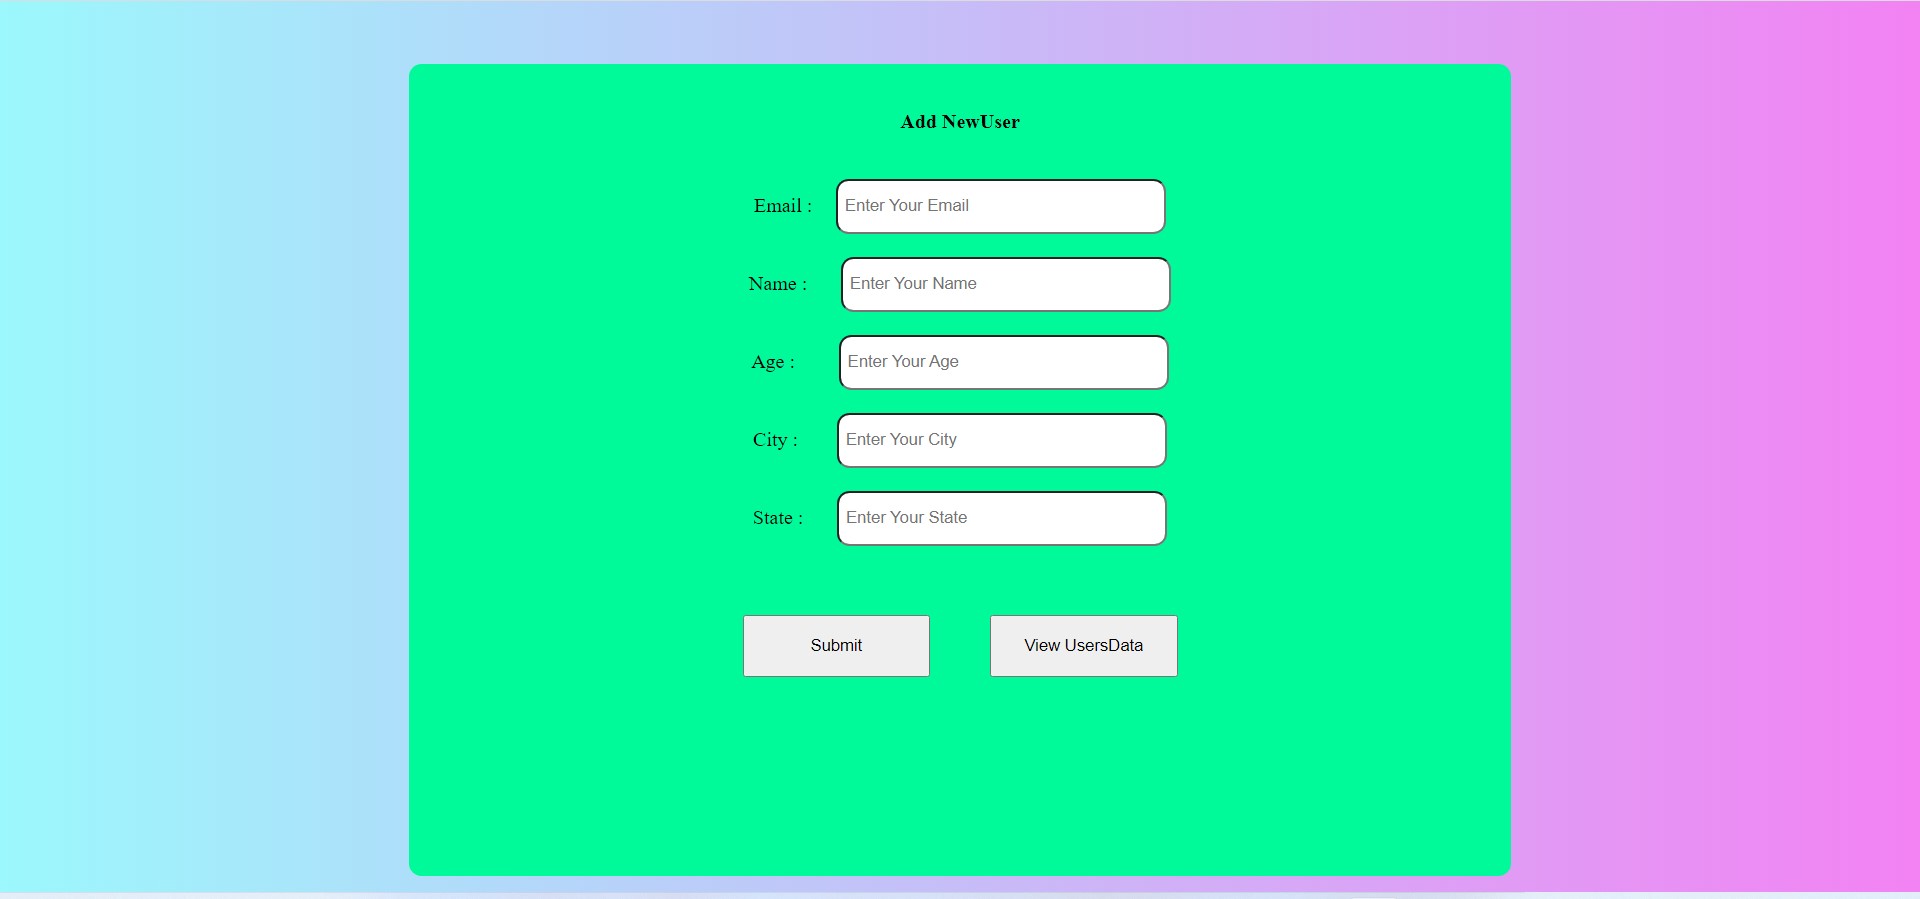 Add NewUser
Email : Enter Your Email
Name : Enter Your Name
Age : Enter Your Age
City : Enter Your City
State : Enter Your State
Submit View UsersData